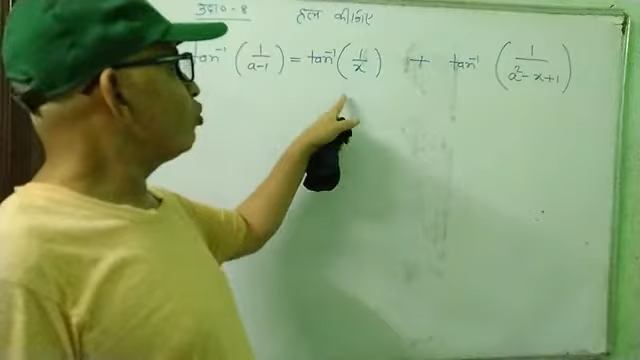 उदा० - 8 हल कीजिए
tan⁻¹ (1/(a-1)) = tan⁻¹ (1/x) + tan⁻¹ (1/(a²-x+1))